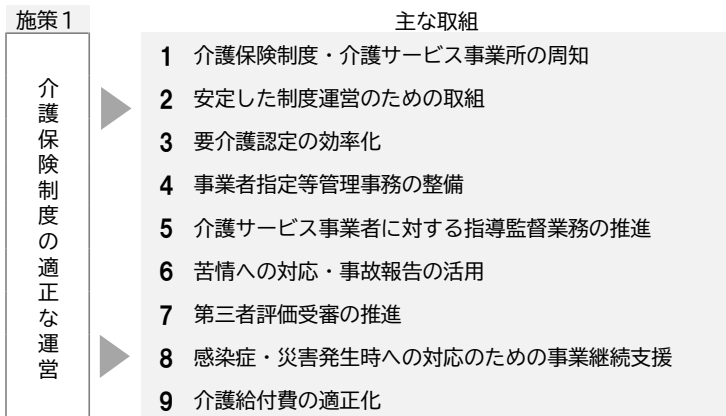 施策１
主な取組
介護保険制度の適正な運営
1 介護保険制度・介護サービス事業所の周知
2 安定した制度運営のための取組
3 要介護認定の効率化
4 事業者指定等管理事務の整備
5 介護サービス事業者に対する指導監督業務の推進
6 苦情への対応・事故報告の活用
7 第三者評価受審の推進
8 感染症・災害発生時への対応のための事業継続支援
9 介護給付費の適正化